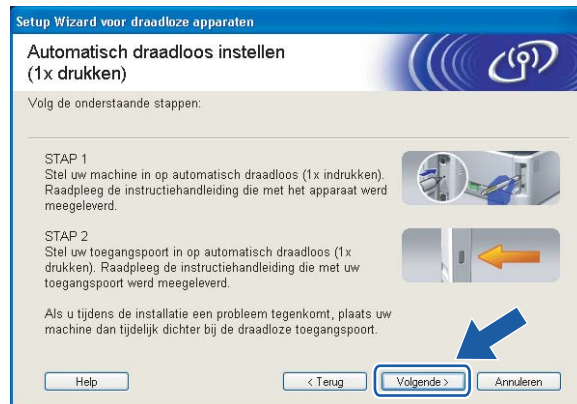 Setup Wizard voor draadloze apparaten
Automatisch draadloos instellen
(1x drukken)
Volg de onderstaande stappen:
STAP 1
Stel uw machine in op automatisch draadloos (1x indrukken).
Raadpleeg de instructiehandleiding die met het apparaat werd
meegeleverd.
STAP 2
Stel uw toegangspoort in op automatisch draadloos (1x
drukken). Raadpleeg de instructiehandleiding die met uw
toegangspoort werd meegeleverd.
Als u tijdens de installatie een probleem tegenkomt, plaats uw
machine dan tijdelijk dichter bij de draadloze toegangspoort.
Help
< Terug
Volgende >
Annuleren